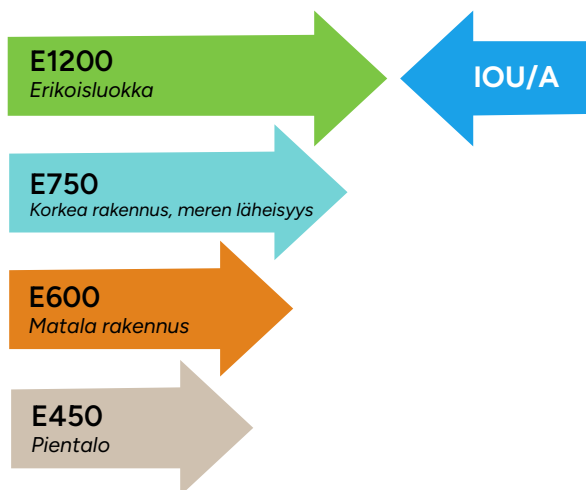 E1200
Erikoisluokka
IOU/A
E750
Korkea rakennus, meren läheisyys
E600
Matala rakennus
E450
Pientalo